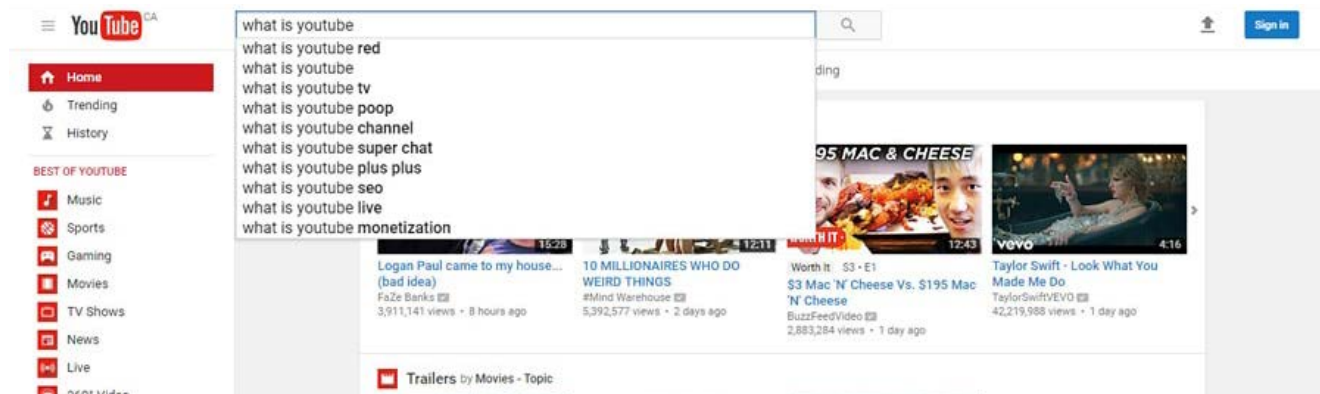 YouTube CA
what is youtube
Sign in
what is youtube red
what is youtube
what is youtube tv
what is youtube poop
what is youtube channel
what is youtube super chat
what is youtube plus plus
what is youtube seo
what is youtube live
what is youtube monetization
Home
Trending
History
BEST OF YOUTUBE
Music
Sports
Gaming
Movies
TV Shows
News
Live
ding
95 MAC & CHEESE
WORTH IT
vevo
15:28
12:11
12:43
4:16
Logan Paul came to my house...
(bad idea)
FaZe Banks
3,911,141 views • 8 hours ago
10 MILLIONAIRES WHO DO
WEIRD THINGS
#Mind Warehouse
5,392,577 views • 2 days ago
Worth It S3 • E1
$3 Mac 'N' Cheese Vs. $195 Mac
'N' Cheese
BuzzFeedVideo
2,883,284 views • 1 day ago
Taylor Swift - Look What You
Made Me Do
TaylorSwiftVEVO
42,219,988 views • 1 day ago
Trailers by Movies - Topic